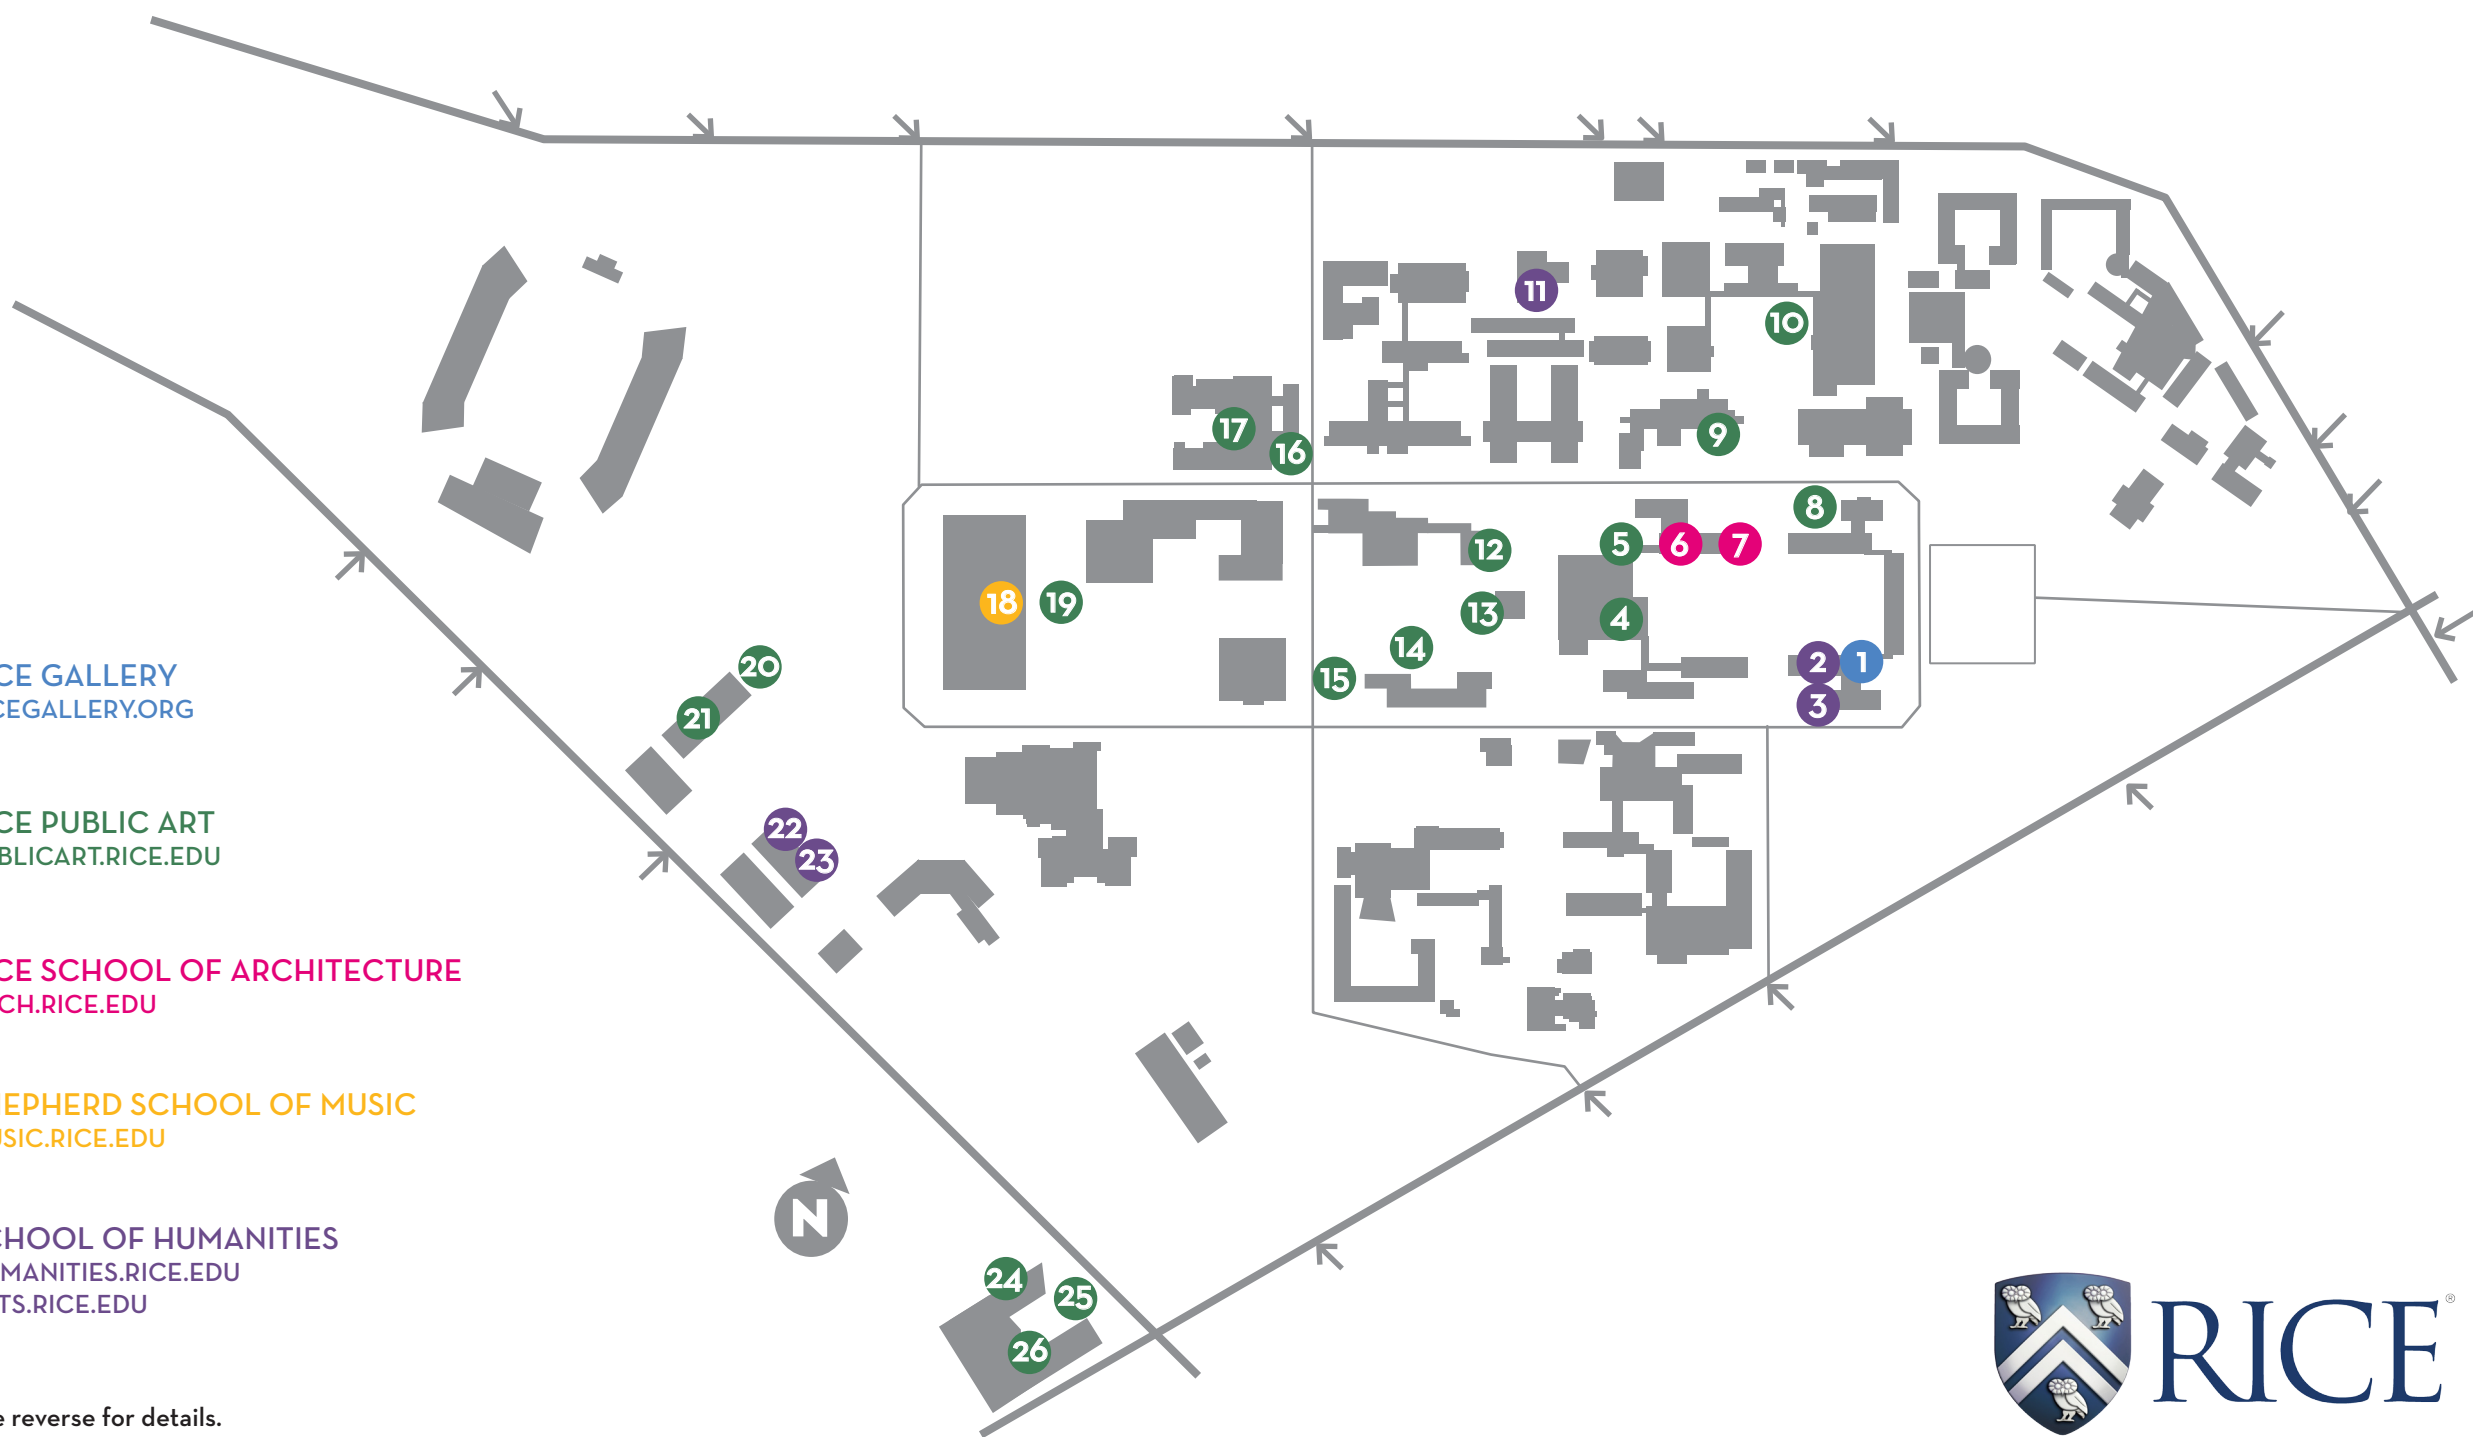 11
10
17
9
16
8
5
6
7
12
18
19
13
4
14
20
15
2
1
21
3
22
23
CE GALLERY
CEGALLERY.ORG
CE PUBLIC ART
BLICART.RICE.EDU
CE SCHOOL OF ARCHITECTURE
CH.RICE.EDU
EPHERD SCHOOL OF MUSIC
USIC.RICE.EDU
CHOOL OF HUMANITIES
MANITIES.RICE.EDU
TS.RICE.EDU
N
24
25
26
e reverse for details.
RICE®